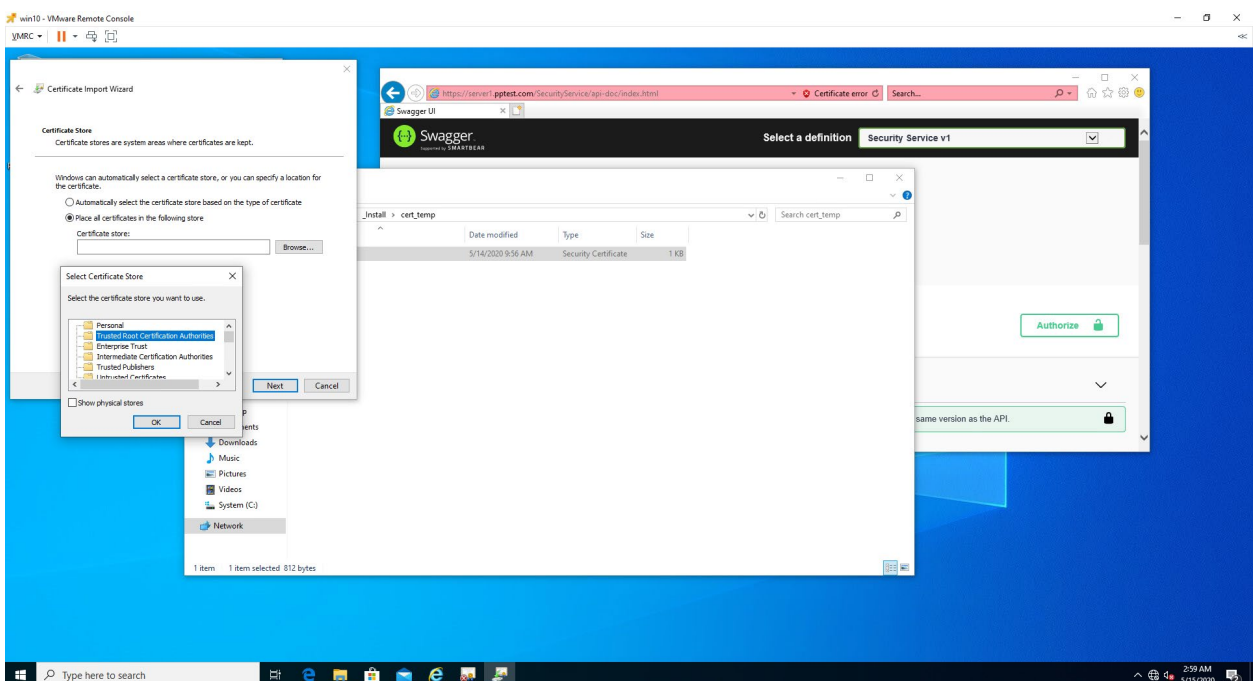 win10 - VMware Remote Console
VMRC
Certificate Import Wizard
Certificate Store
Certificate stores are system areas where certificates are kept.
Windows can automatically select a certificate store, or you can specify a location for
the certificate.
Automatically select the certificate store based on the type of certificate
Place all certificates in the following store
Certificate store:
Browse...
Next
Cancel
Select Certificate Store
Select the certificate store you want to use.
Personal
Trusted Root Certification Authorities
Enterprise Trust
Intermediate Certification Authorities
Trusted Publishers
Untrusted Certificates
Show physical stores
OK
Cancel
https://server1.pptest.com/SecurityService/api-doc/index.html
Certificate error
Search...
Swagger UI
Swagger.
Supported by SMARTBEAR
Select a definition
Security Service v1
Authorize
same version as the API.
_Install > cert_temp
Search cert_temp
Date modified
Type
Size
5/14/2020 9:56 AM
Security Certificate
1 KB
p
ents
Downloads
Music
Pictures
Videos
System (C:)
Network
1 item
1 item selected 812 bytes
Type here to search
2:59 AM
5/15/2020